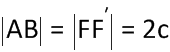 |AB| = |FF′| = 2c